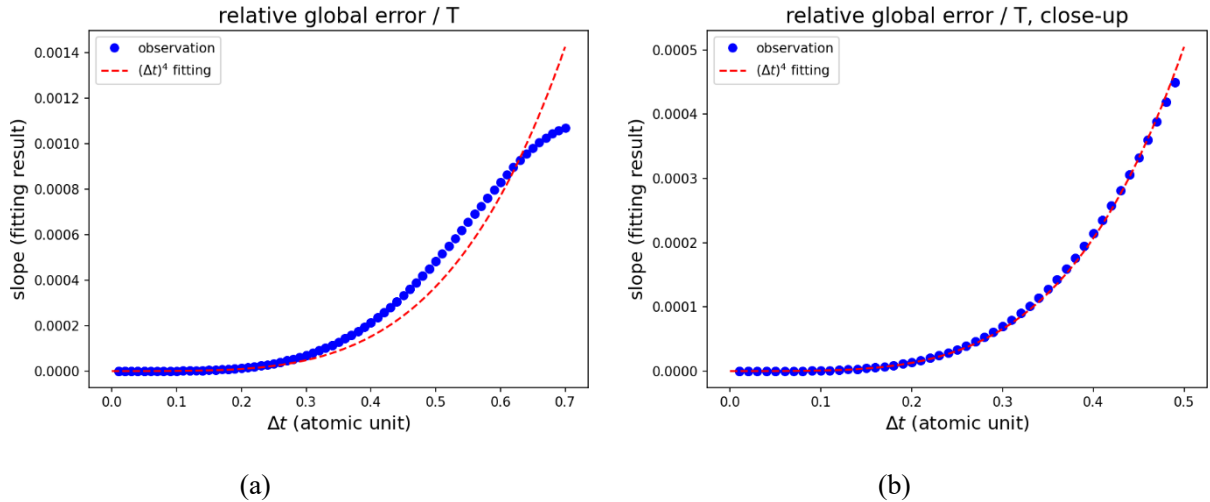 relative global error / T
observation
(Δt)⁴ fitting
slope (fitting result)
0.0014
0.0012
0.0010
0.0008
0.0006
0.0004
0.0002
0.0000
0.0 0.1 0.2 0.3 0.4 0.5 0.6 0.7
Δt (atomic unit)
(a)
relative global error / T, close-up
observation
(Δt)⁴ fitting
slope (fitting result)
0.0005
0.0004
0.0003
0.0002
0.0001
0.0000
0.0 0.1 0.2 0.3 0.4 0.5
Δt (atomic unit)
(b)